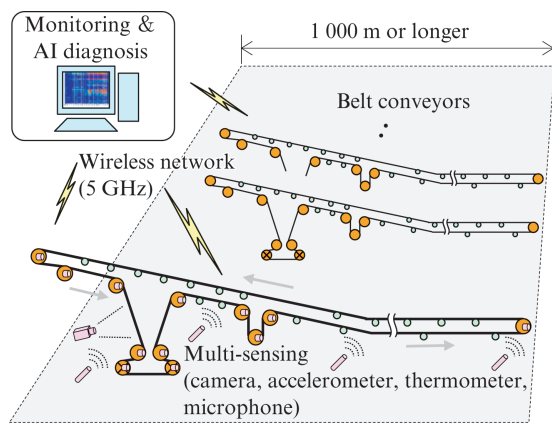 Monitoring &
AI diagnosis
1 000 m or longer
Belt conveyors
Wireless network
(5 GHz)
Multi-sensing
(camera, accelerometer, thermometer,
microphone)